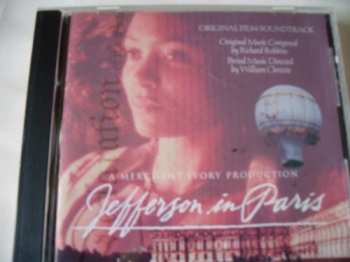 ORIGINAL FILM SOUNDTRACK
Original Music Composed
by Richard Robbins
Period Music Directed
by William Christie
A MERCHANT IVORY PRODUCTION
Jefferson in Paris